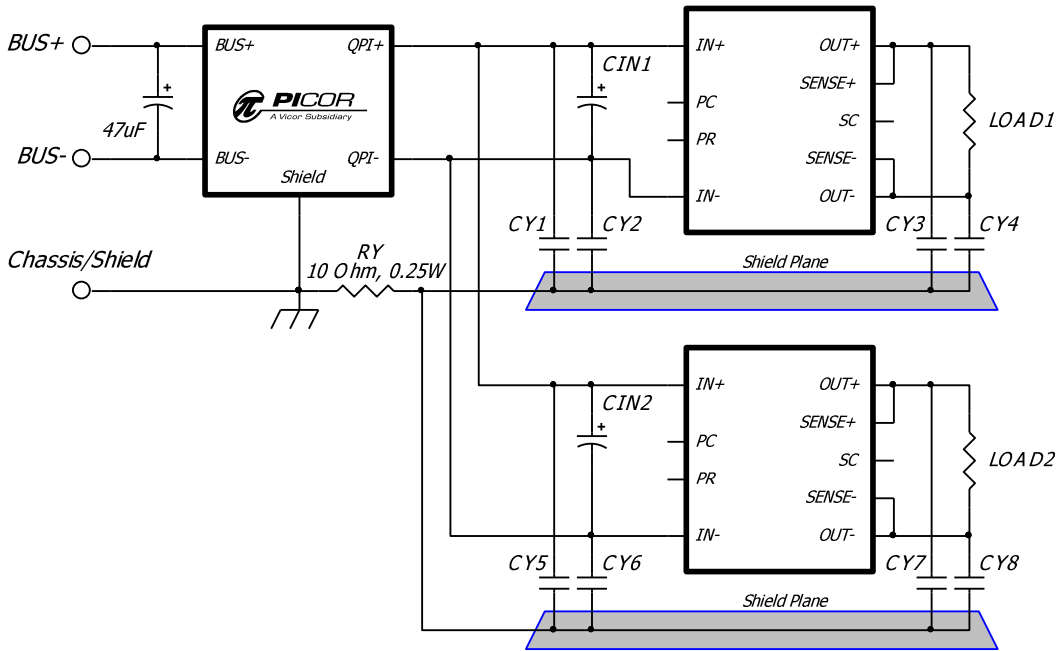 BUS+
BUS+
QPI+
π PICOR
A Vicor Subsidiary
+
47uF
BUS-
BUS-
QPI-
Shield
Chassis/Shield
RY
10 Ohm, 0.25W
CIN1
+
IN+
PC
PR
IN-
OUT+
SENSE+
SC
SENSE-
OUT-
LOAD1
CY1
CY2
CY3
CY4
Shield Plane
CIN2
+
IN+
PC
PR
IN-
OUT+
SENSE+
SC
SENSE-
OUT-
LOAD2
CY5
CY6
CY7
CY8
Shield Plane